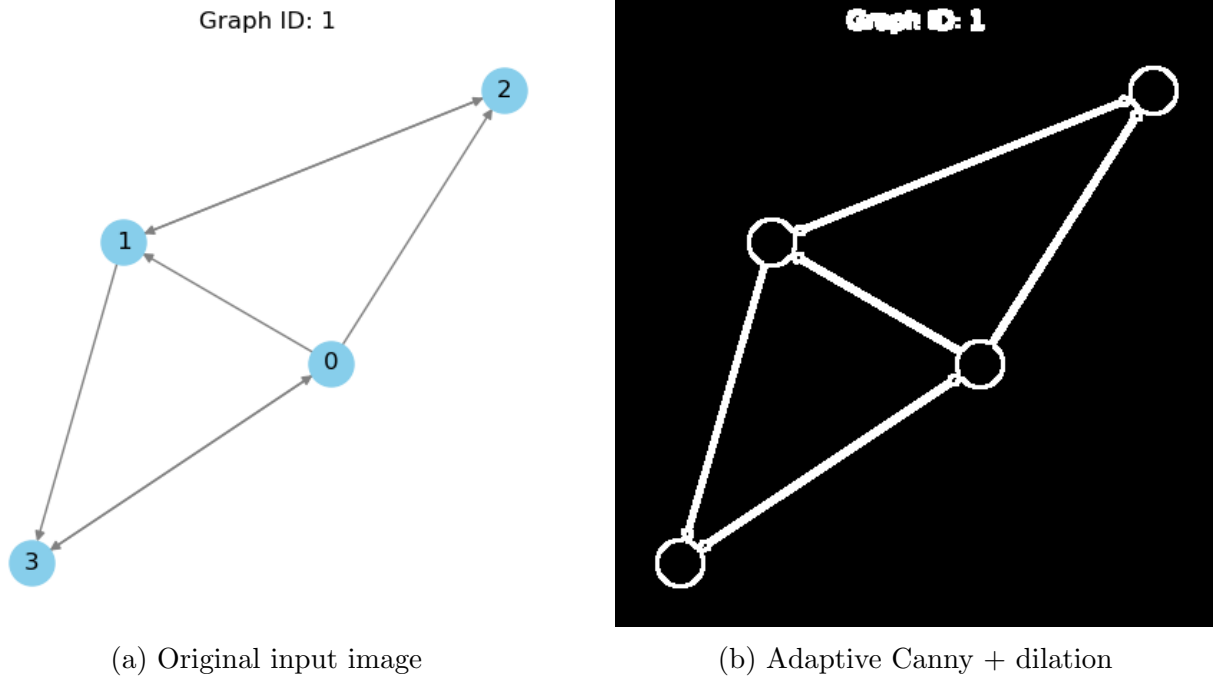 Graph ID: 1
Graph ID: 1
2
1
0
3
(a) Original input image
(b) Adaptive Canny + dilation